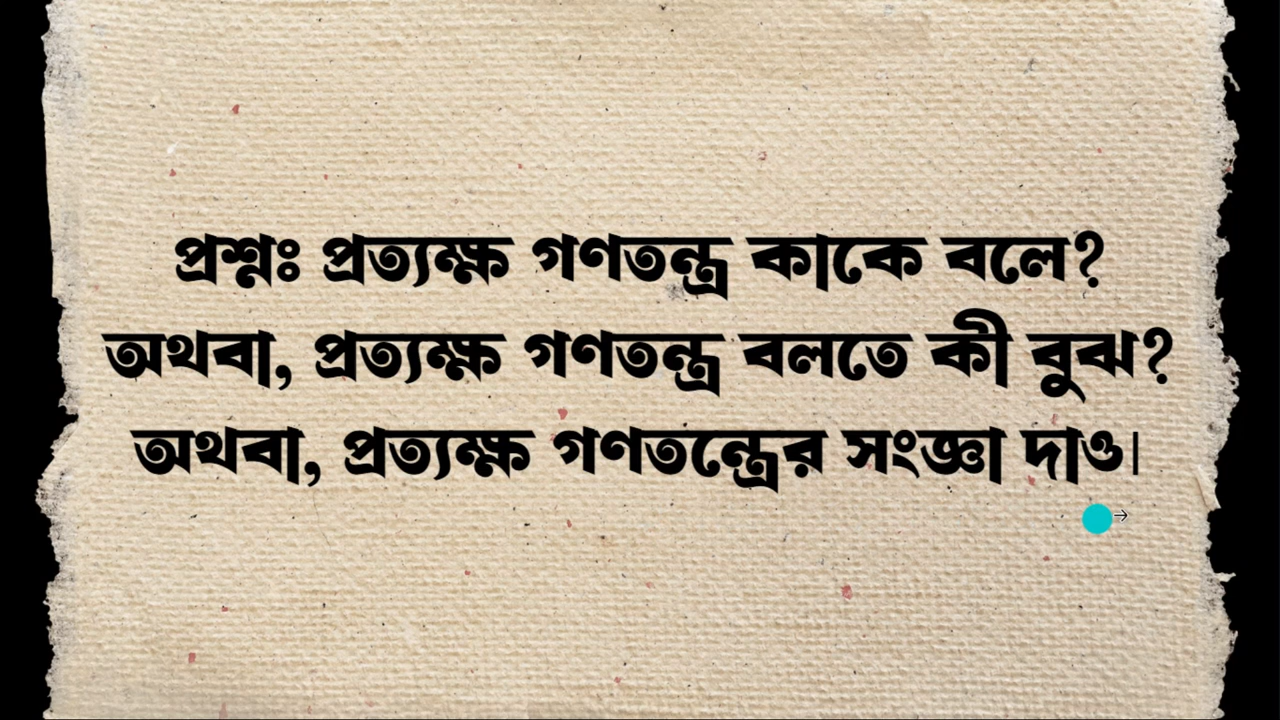 প্রশ্নঃ প্রত্যক্ষ গণতন্ত্র কাকে বলে?
অথবা, প্রত্যক্ষ গণতন্ত্র বলতে কী বুঝ?
অথবা, প্রত্যক্ষ গণতন্ত্রের সংজ্ঞা দাও।